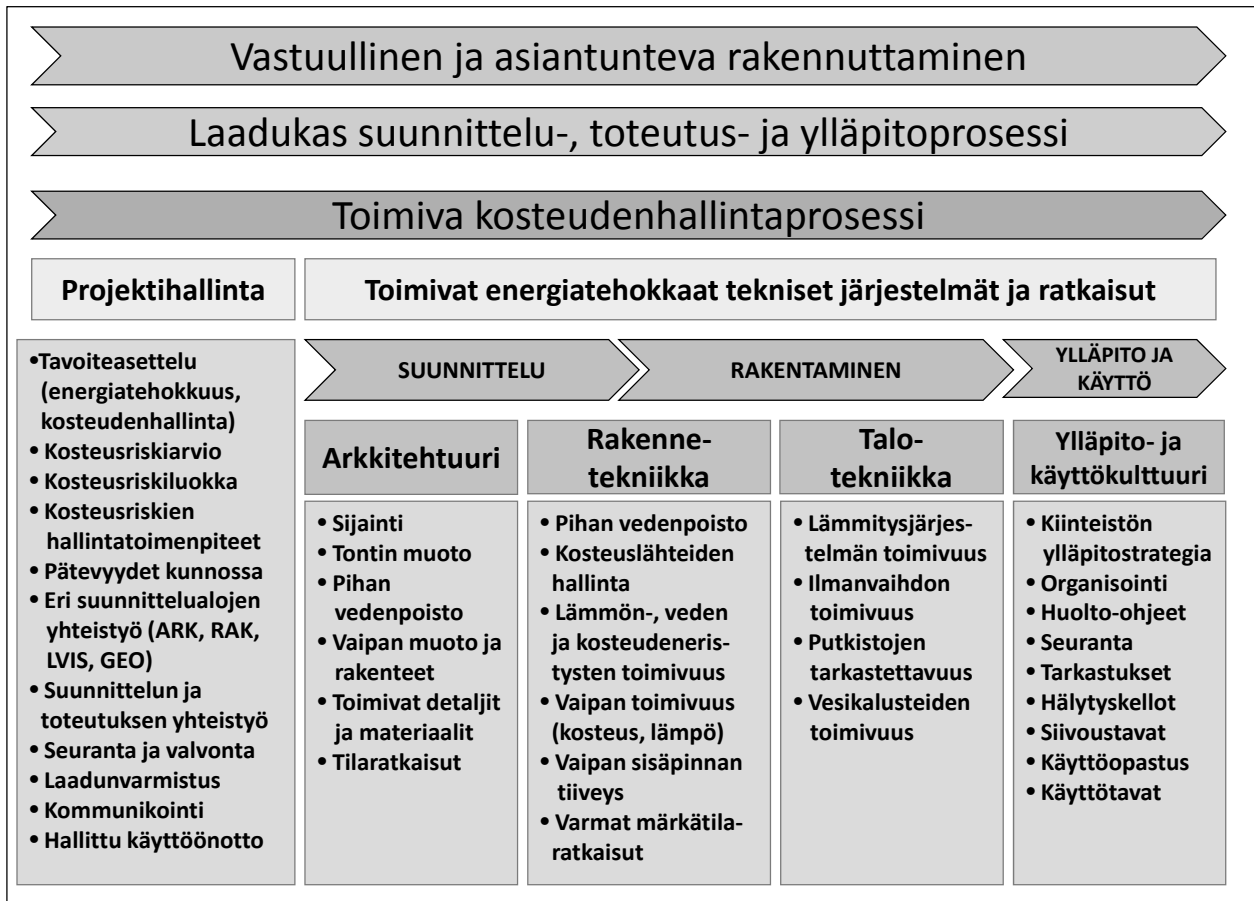 Vastuullinen ja asiantunteva rakennuttaminen
Laadukas suunnittelu-, toteutus- ja ylläpitoprosessi
Toimiva kosteudenhallintaprosessi
Projektihallinta
Toimivat energiatehokkaat tekniset järjestelmät ja ratkaisut
•Tavoiteasettelu
(energiatehokkuus,
kosteudenhallinta)
• Kosteusriskiarvio
• Kosteusriskiluokka
• Kosteusriskien
hallintatoimenpiteet
• Pätevyydet kunnossa
• Eri suunnittelualojen
yhteistyö (ARK, RAK,
LVIS, GEO)
• Suunnittelun ja
toteutuksen yhteistyö
• Seuranta ja valvonta
• Laadunvarmistus
• Kommunikointi
• Hallittu käyttöönotto
SUUNNITTELU
RAKENTAMINEN
YLLÄPITO JA
KÄYTTÖ
Arkkitehtuuri
• Sijainti
• Tontin muoto
• Pihan
vedenpoisto
• Vaipan muoto ja
rakenteet
• Toimivat detaljit
ja materiaalit
• Tilaratkaisut
Rakenne-
tekniikka
• Pihan vedenpoisto
• Kosteuslähteiden
hallinta
• Lämmön-, veden
ja kosteudeneris-
tysten toimivuus
• Vaipan toimivuus
(kosteus, lämpö)
• Vaipan sisäpinnan
tiiveys
• Varmat märkätila-
ratkaisut
Talo-
tekniikka
• Lämmitysjärjes-
telmän toimivuus
• Ilmanvaihdon
toimivuus
• Putkistojen
tarkastettavuus
• Vesikalusteiden
toimivuus
Ylläpito- ja
käyttökulttuuri
• Kiinteistön
ylläpitostrategia
• Organisointi
• Huolto-ohjeet
• Seuranta
• Tarkastukset
• Hälytyskellot
• Siivoustavat
• Käyttöopastus
• Käyttötavat